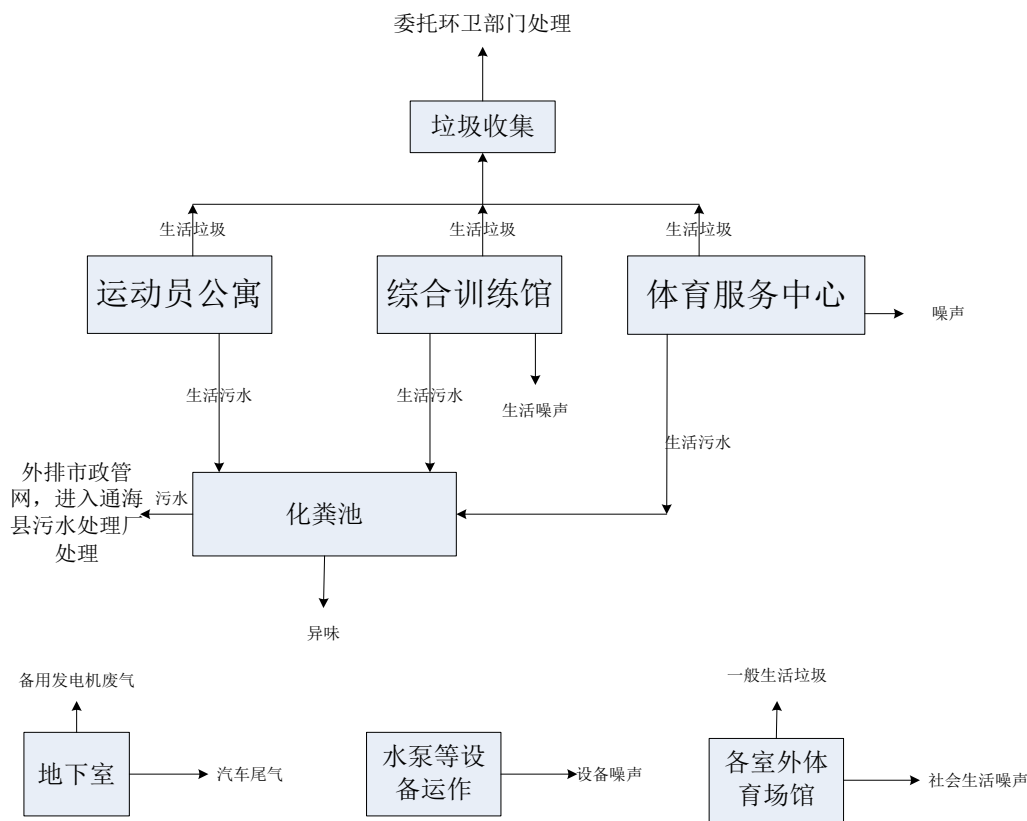 委托环卫部门处理
垃圾收集
生活垃圾
生活垃圾
生活垃圾
运动员公寓
综合训练馆
体育服务中心
噪声
生活污水
生活污水
生活噪声
生活污水
外排市政管
网，进入通海
县污水处理厂
处理
污水
化粪池
异味
备用发电机废气
一般生活垃圾
地下室
汽车尾气
水泵等设
备运作
设备噪声
各室外体
育场馆
社会生活噪声